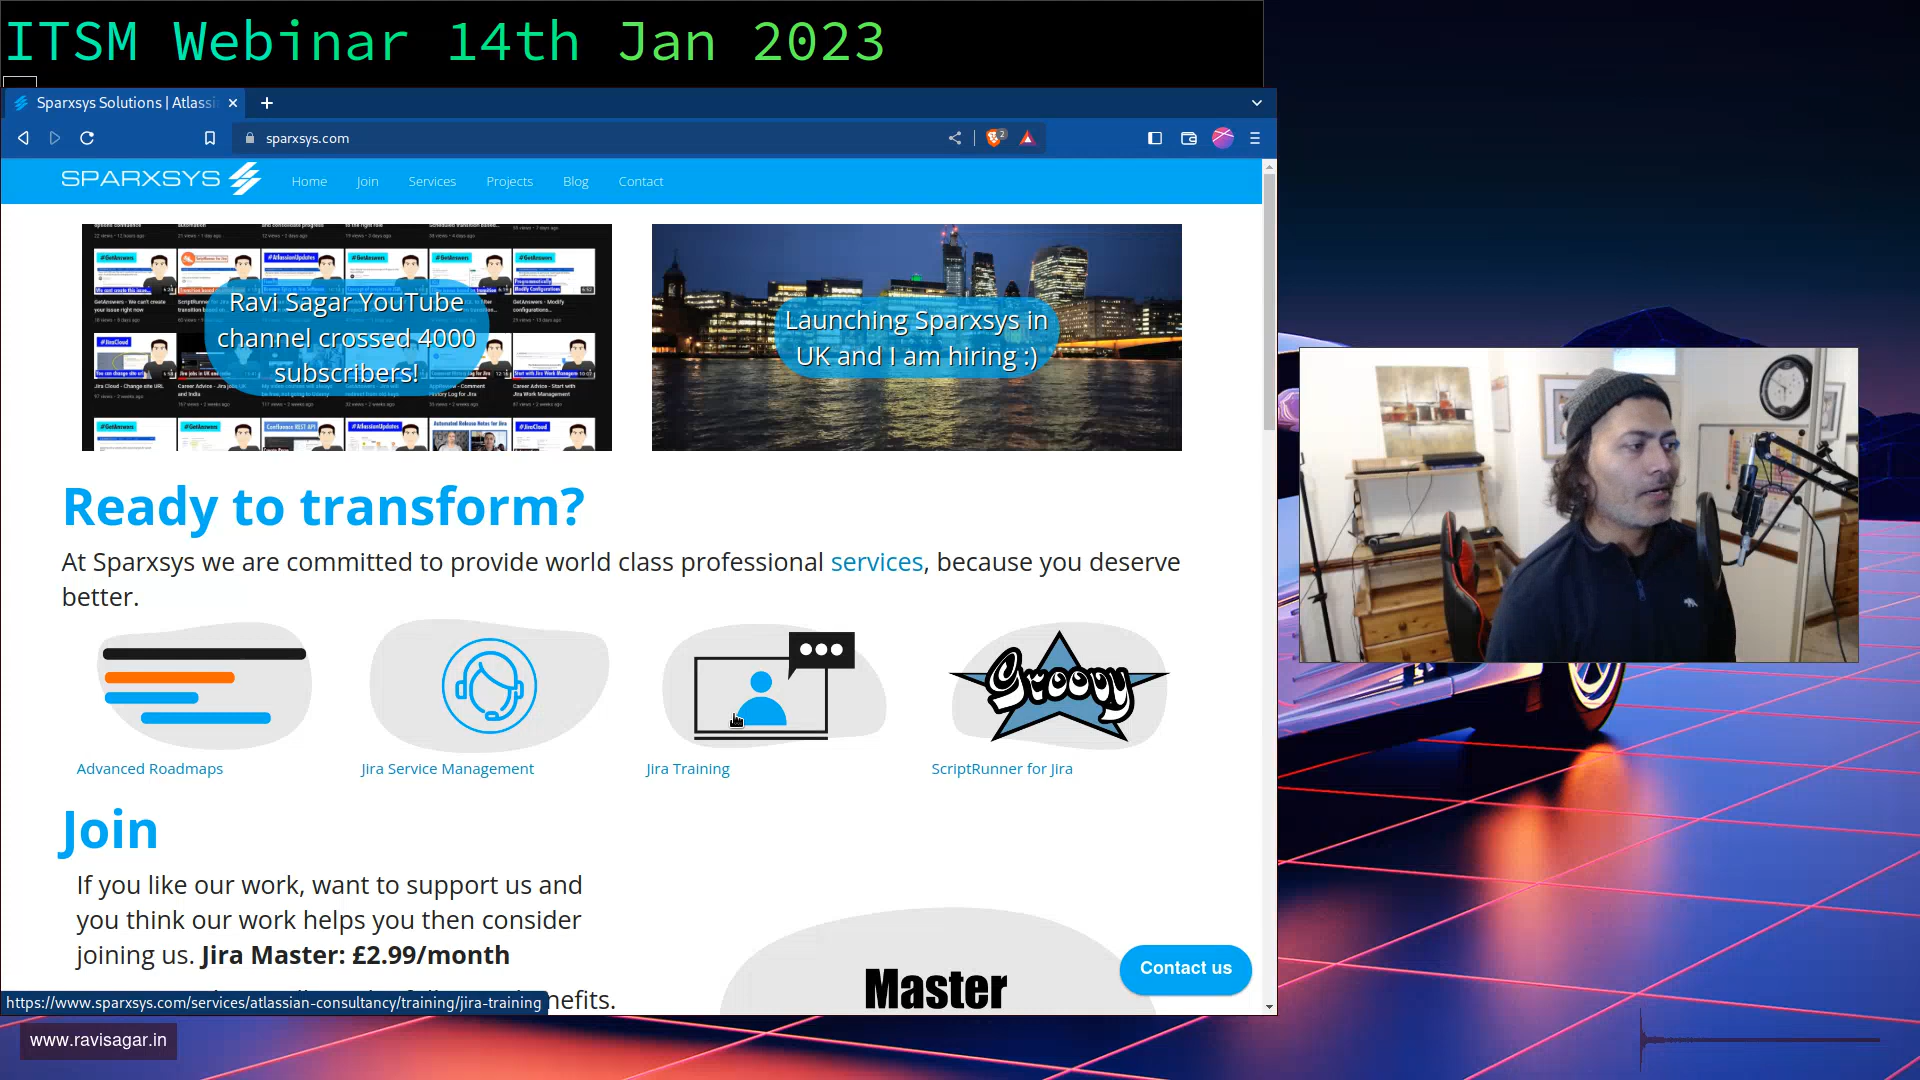 ITSM Webinar 14th Jan 2023
Sparxsys Solutions | Atlassi
sparxsys.com
2
SPARXSYS
Home
Join
Services
Projects
Blog
Contact
Ravi Sagar YouTube
channel crossed 4000
subscribers!
Launching Sparxsys in
UK and I am hiring :)
Ready to transform?
At Sparxsys we are committed to provide world class professional services, because you deserve
better.
Groovy
Advanced Roadmaps
Jira Service Management
Jira Training
ScriptRunner for Jira
Join
If you like our work, want to support us and
you think our work helps you then consider
joining us. Jira Master: £2.99/month
Master
Contact us
https://www.sparxsys.com/services/atlassian-consultancy/training/jira-training
www.ravisagar.in